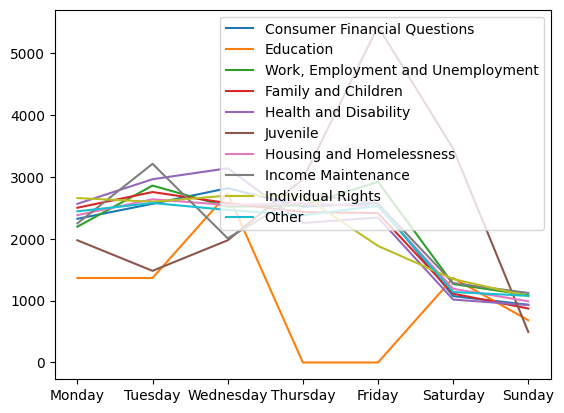 5000
4000
3000
2000
1000
0
Consumer Financial Questions
Education
Work, Employment and Unemployment
Family and Children
Health and Disability
Juvenile
Housing and Homelessness
Income Maintenance
Individual Rights
Other
Monday Tuesday Wednesday Thursday Friday Saturday Sunday